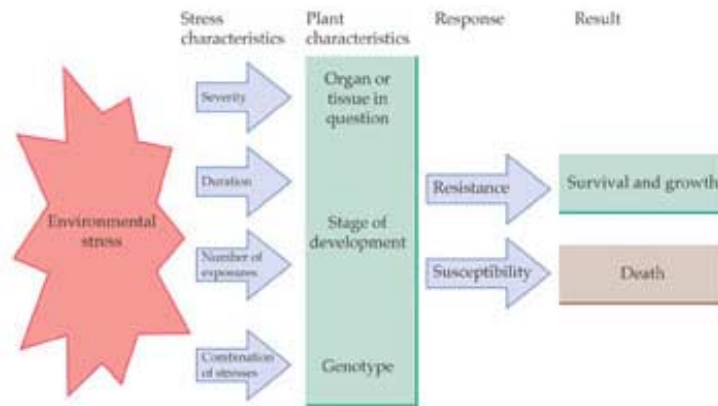 Stress
characteristics
Plant
characteristics
Response
Result
Environmental
stress
Severity
Duration
Number of
exposures
Combination
of stresses
Organ or
tissue in
question
Stage of
development
Genotype
Resistance
Susceptibility
Survival and growth
Death